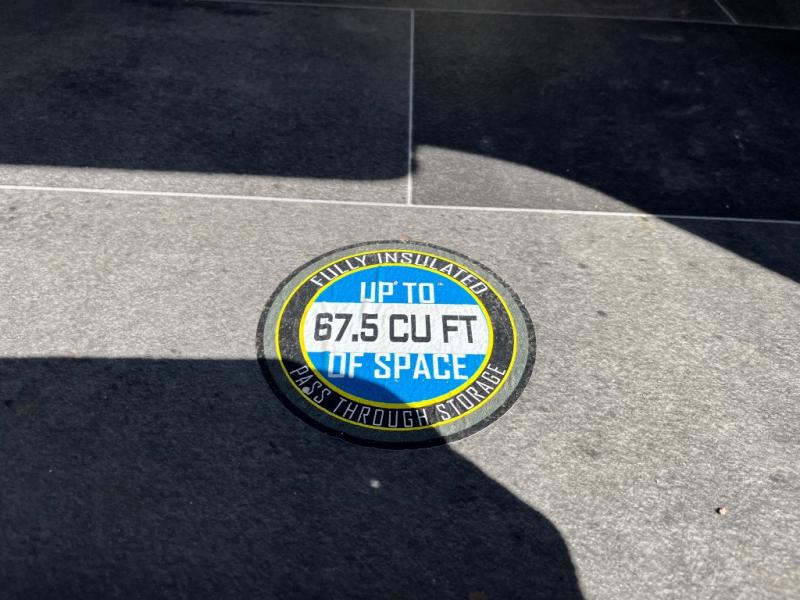 FULLY INSULATED
UP TO
67.5 CU FT
OF SPACE
PASS THROUGH STORAGE